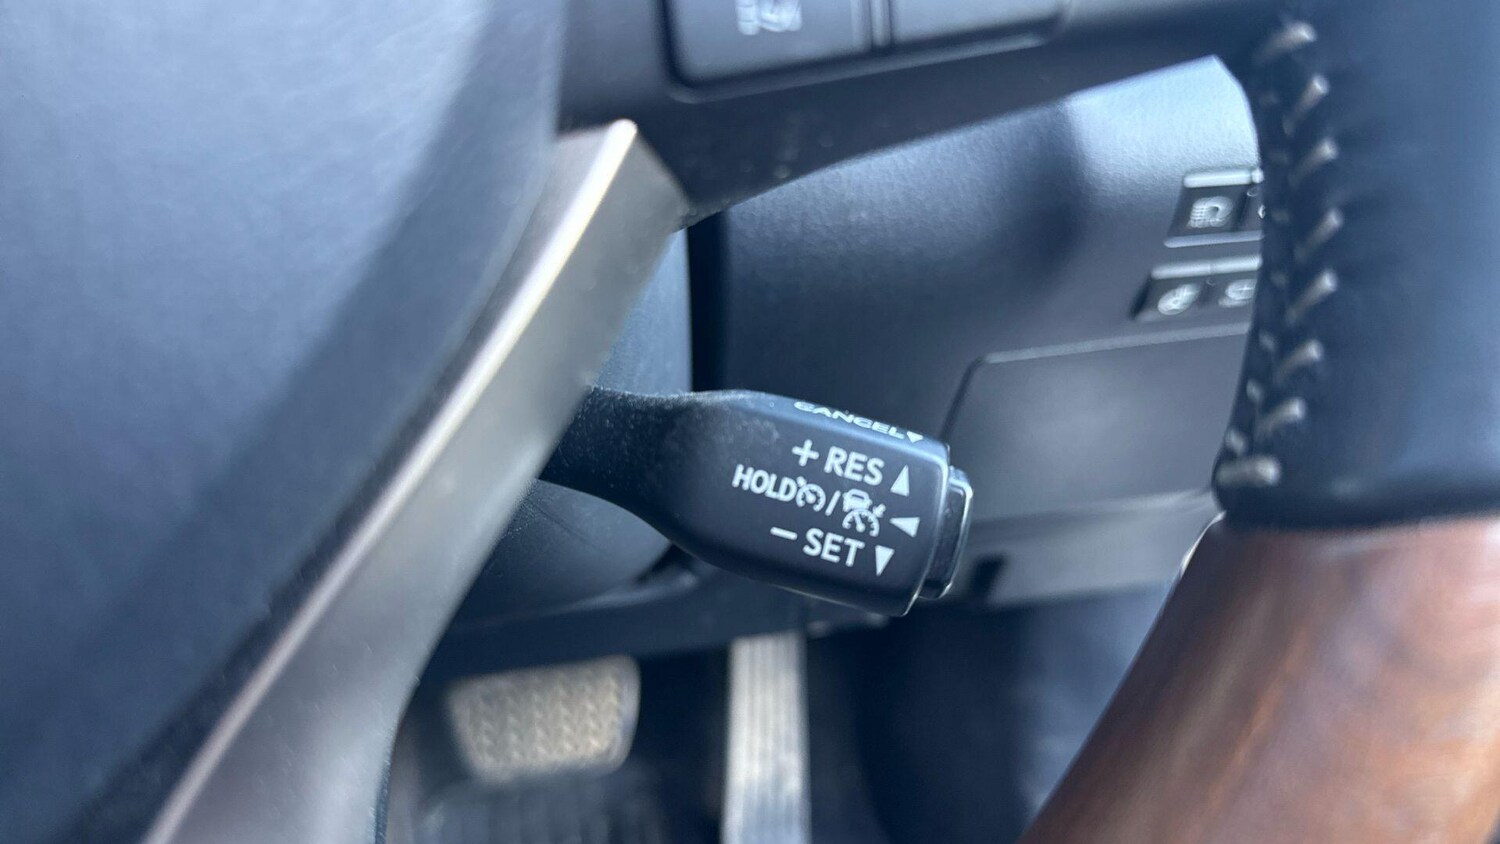 CANCEL▼
+ RES ▲
HOLD / ◀
− SET ▼